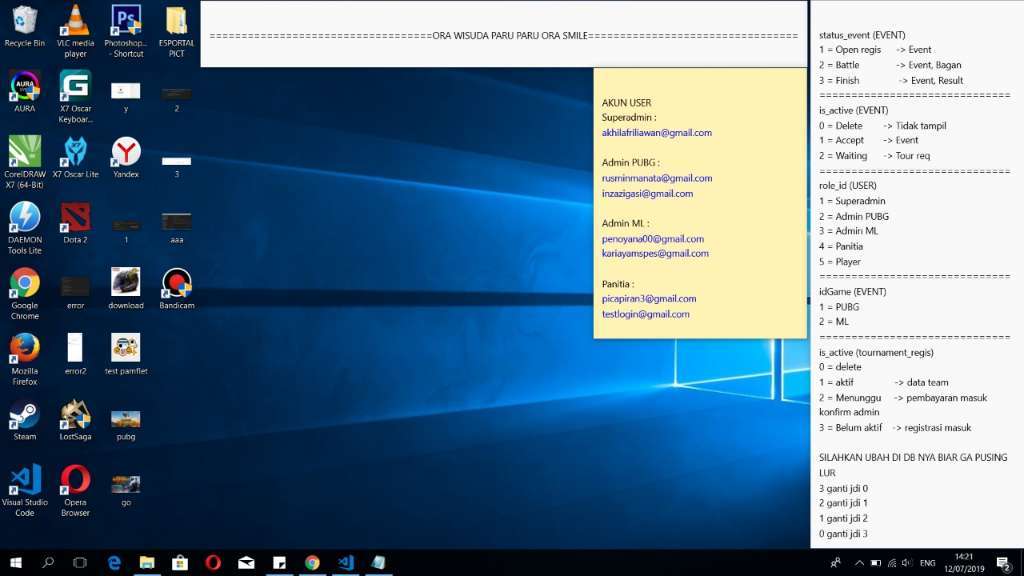 Recycle Bin
VLC media
player
Photoshop...
- Shortcut
ESPORTAL
PICT
AURA
X7 Oscar
Keyboar...
y
2
CorelDRAW
X7 (64-Bit)
X7 Oscar Lite
Yandex
3
DAEMON
Tools Lite
Dota 2
1
aaa
Google
Chrome
error
download
Bandicam
Mozilla
Firefox
error2
test pamflet
Steam
LostSaga
pubg
Visual Studio
Code
Opera
Browser
go
===================================ORA WISUDA PARU PARU ORA SMILE=================================
AKUN USER
Superadmin :
akhilafriliawan@gmail.com
Admin PUBG :
rusminmanata@gmail.com
inzazigasi@gmail.com
Admin ML :
penoyana00@gmail.com
kariayamspes@gmail.com
Panitia :
picapiran3@gmail.com
testlogin@gmail.com
status_event (EVENT)
1 = Open regis -> Event
2 = Battle -> Event, Bagan
3 = Finish -> Event, Result
==============================
is_active (EVENT)
0 = Delete -> Tidak tampil
1 = Accept -> Event
2 = Waiting -> Tour req
==============================
role_id (USER)
1 = Superadmin
2 = Admin PUBG
3 = Admin ML
4 = Panitia
5 = Player
==============================
idGame (EVENT)
1 = PUBG
2 = ML
==============================
is_active (tournament_regis)
0 = delete
1 = aktif -> data team
2 = Menunggu -> pembayaran masuk
konfirm admin
3 = Belum aktif -> registrasi masuk
SILAHKAN UBAH DI DB NYA BIAR GA PUSING
LUR
3 ganti jdi 0
2 ganti jdi 1
1 ganti jdi 2
0 ganti jdi 3
ENG
14:21
12/07/2019
2